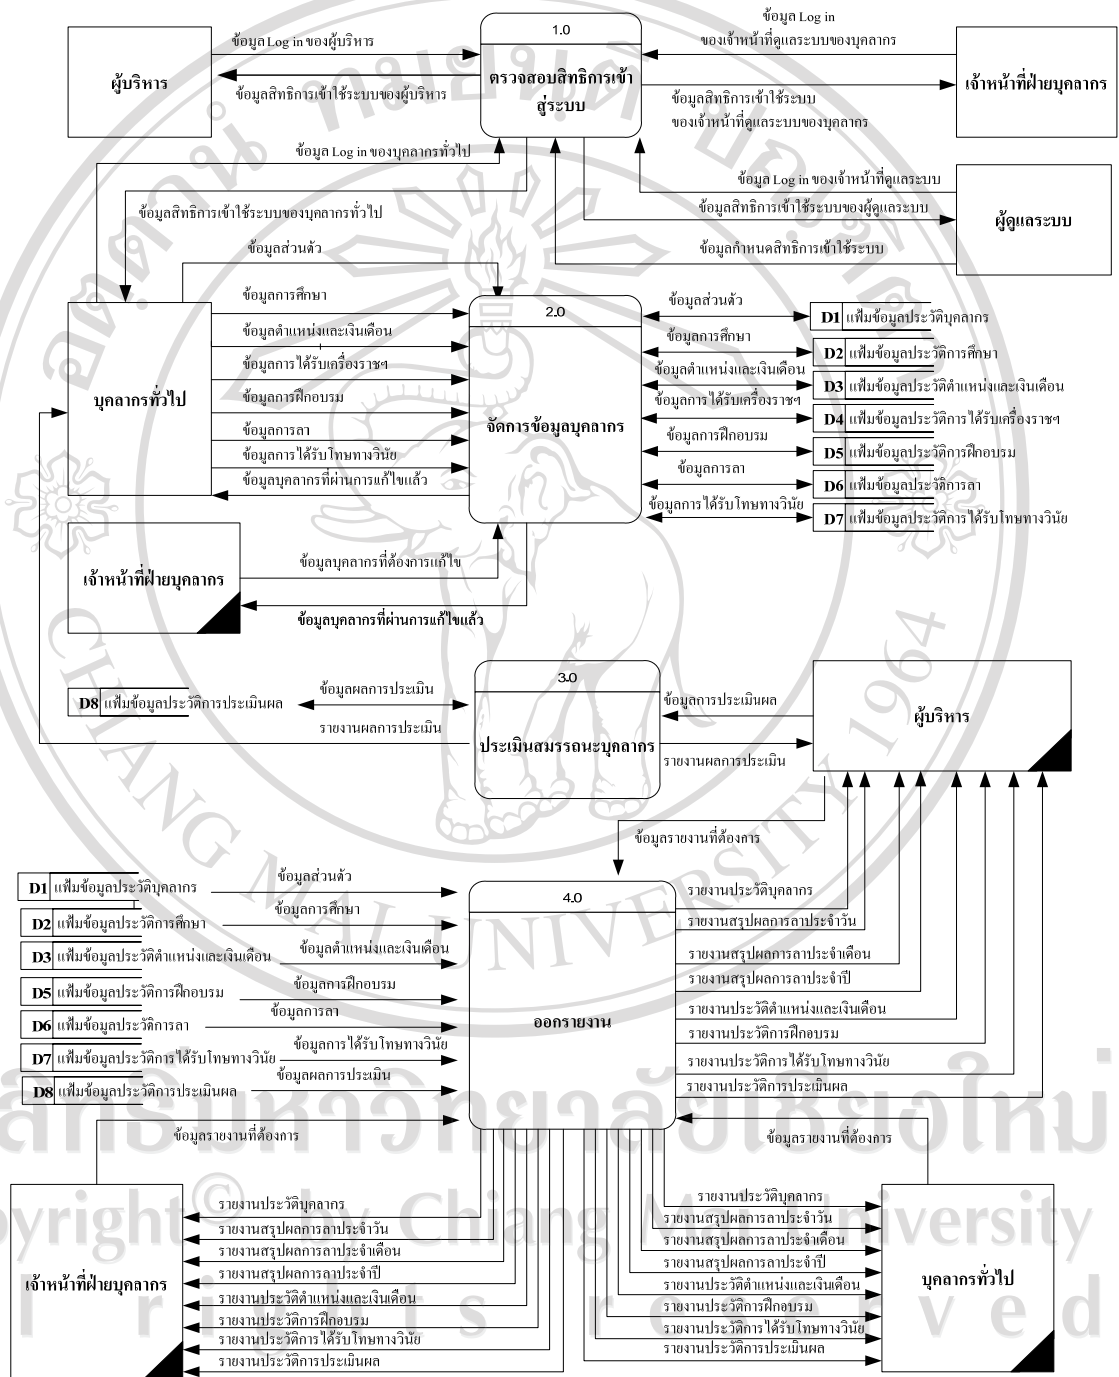 ผู้บริหาร
ข้อมูล Log in ของผู้บริหาร
ข้อมูลสิทธิการเข้าใช้ระบบของผู้บริหาร
1.0
ตรวจสอบสิทธิการเข้า
สู่ระบบ
ข้อมูล Log in
ของเจ้าหน้าที่ดูแลระบบของบุคลากร
ข้อมูลสิทธิการเข้าใช้ระบบ
ของเจ้าหน้าที่ดูแลระบบของบุคลากร
เจ้าหน้าที่ฝ่ายบุคลากร
ข้อมูล Log in ของบุคลากรทั่วไป
ข้อมูลสิทธิการเข้าใช้ระบบของบุคลากรทั่วไป
ข้อมูล Log in ของเจ้าหน้าที่ดูแลระบบ
ข้อมูลสิทธิการเข้าใช้ระบบของผู้ดูแลระบบ
ข้อมูลกำหนดสิทธิการเข้าใช้ระบบ
ผู้ดูแลระบบ
ข้อมูลส่วนตัว
ข้อมูลการศึกษา
ข้อมูลตำแหน่งและเงินเดือน
ข้อมูลการได้รับเครื่องราชฯ
ข้อมูลการฝึกอบรม
ข้อมูลการลา
ข้อมูลการได้รับโทษทางวินัย
ข้อมูลบุคลากรที่ผ่านการแก้ไขแล้ว
บุคลากรทั่วไป
2.0
จัดการข้อมูลบุคลากร
ข้อมูลส่วนตัว
ข้อมูลการศึกษา
ข้อมูลตำแหน่งและเงินเดือน
ข้อมูลการได้รับเครื่องราชฯ
ข้อมูลการฝึกอบรม
ข้อมูลการลา
ข้อมูลการได้รับโทษทางวินัย
D1 แฟ้มข้อมูลประวัติบุคลากร
D2 แฟ้มข้อมูลประวัติการศึกษา
D3 แฟ้มข้อมูลประวัติตำแหน่งและเงินเดือน
D4 แฟ้มข้อมูลประวัติการได้รับเครื่องราชฯ
D5 แฟ้มข้อมูลประวัติการฝึกอบรม
D6 แฟ้มข้อมูลประวัติการลา
D7 แฟ้มข้อมูลประวัติการได้รับโทษทางวินัย
เจ้าหน้าที่ฝ่ายบุคลากร
ข้อมูลบุคลากรที่ต้องการแก้ไข
ข้อมูลบุคลากรที่ผ่านการแก้ไขแล้ว
D8 แฟ้มข้อมูลประวัติการประเมินผล
ข้อมูลผลการประเมิน
รายงานผลการประเมิน
3.0
ประเมินสมรรถนะบุคลากร
ข้อมูลการประเมินผล
รายงานผลการประเมิน
ผู้บริหาร
ข้อมูลรายงานที่ต้องการ
D1 แฟ้มข้อมูลประวัติบุคลากร
D2 แฟ้มข้อมูลประวัติการศึกษา
D3 แฟ้มข้อมูลประวัติตำแหน่งและเงินเดือน
D5 แฟ้มข้อมูลประวัติการฝึกอบรม
D6 แฟ้มข้อมูลประวัติการลา
D7 แฟ้มข้อมูลประวัติการได้รับโทษทางวินัย
D8 แฟ้มข้อมูลประวัติการประเมินผล
ข้อมูลส่วนตัว
ข้อมูลการศึกษา
ข้อมูลตำแหน่งและเงินเดือน
ข้อมูลการฝึกอบรม
ข้อมูลการลา
ข้อมูลการได้รับโทษทางวินัย
ข้อมูลผลการประเมิน
4.0
ออกรายงาน
รายงานประวัติบุคลากร
รายงานสรุปผลการลาประจำวัน
รายงานสรุปผลการลาประจำเดือน
รายงานสรุปผลการลาประจำปี
รายงานประวัติตำแหน่งและเงินเดือน
รายงานประวัติการฝึกอบรม
รายงานประวัติการได้รับโทษทางวินัย
รายงานประวัติการประเมินผล
ข้อมูลรายงานที่ต้องการ
ข้อมูลรายงานที่ต้องการ
เจ้าหน้าที่ฝ่ายบุคลากร
รายงานประวัติบุคลากร
รายงานสรุปผลการลาประจำวัน
รายงานสรุปผลการลาประจำเดือน
รายงานสรุปผลการลาประจำปี
รายงานประวัติตำแหน่งและเงินเดือน
รายงานประวัติการฝึกอบรม
รายงานประวัติการได้รับโทษทางวินัย
รายงานประวัติการประเมินผล
รายงานประวัติบุคลากร
รายงานสรุปผลการลาประจำวัน
รายงานสรุปผลการลาประจำเดือน
รายงานสรุปผลการลาประจำปี
รายงานประวัติตำแหน่งและเงินเดือน
รายงานประวัติการฝึกอบรม
รายงานประวัติการได้รับโทษทางวินัย
รายงานประวัติการประเมินผล
บุคลากรทั่วไป
CHIANG MAI UNIVERSITY 1964
สิทธิ์มหาวิทยาลัยเชียงใหม่
pyright © by Chiang Mai University
rights reserved